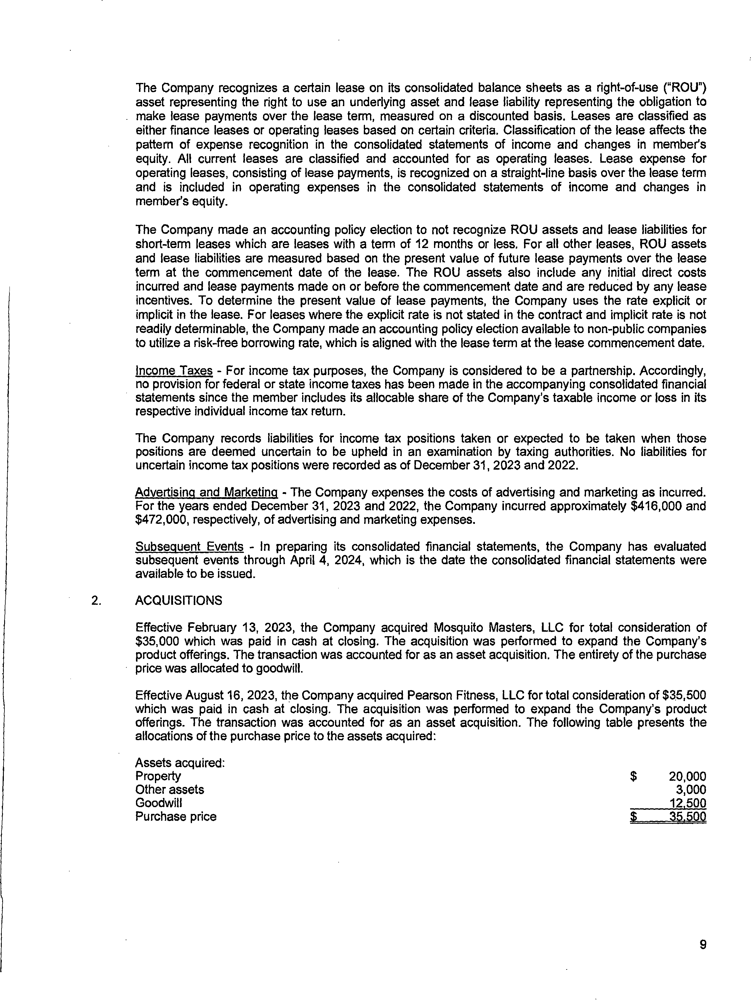 The Company recognizes a certain lease on its consolidated balance sheets as a right-of-use (“ROU”)
asset representing the right to use an underlying asset and lease liability representing the obligation to
make lease payments over the lease term, measured on a discounted basis. Leases are classified as
either finance leases or operating leases based on certain criteria. Classification of the lease affects the
pattern of expense recognition in the consolidated statements of income and changes in member's
equity. All current leases are classified and accounted for as operating leases. Lease expense for
operating leases, consisting of lease payments, is recognized on a straight-line basis over the lease term
and is included in operating expenses in the consolidated statements of income and changes in
member's equity.
The Company made an accounting policy election to not recognize ROU assets and lease liabilities for
short-term leases which are leases with a term of 12 months or less. For all other leases, ROU assets
and lease liabilities are measured based on the present value of future lease payments over the lease
term at the commencement date of the lease. The ROU assets also include any initial direct costs
incurred and lease payments made on or before the commencement date and are reduced by any lease
incentives. To determine the present value of lease payments, the Company uses the rate explicit or
implicit in the lease. For leases where the explicit rate is not stated in the contract and implicit rate is not
readily determinable, the Company made an accounting policy election available to non-public companies
to utilize a risk-free borrowing rate, which is aligned with the lease term at the lease commencement date.
Income Taxes - For income tax purposes, the Company is considered to be a partnership. Accordingly,
no provision for federal or state income taxes has been made in the accompanying consolidated financial
statements since the member includes its allocable share of the Company's taxable income or loss in its
respective individual income tax return.
The Company records liabilities for income tax positions taken or expected to be taken when those
positions are deemed uncertain to be upheld in an examination by taxing authorities. No liabilities for
uncertain income tax positions were recorded as of December 31, 2023 and 2022.
Advertising and Marketing - The Company expenses the costs of advertising and marketing as incurred.
For the years ended December 31, 2023 and 2022, the Company incurred approximately $416,000 and
$472,000, respectively, of advertising and marketing expenses.
Subsequent Events - In preparing its consolidated financial statements, the Company has evaluated
subsequent events through April 4, 2024, which is the date the consolidated financial statements were
available to be issued.
2. ACQUISITIONS
Effective February 13, 2023, the Company acquired Mosquito Masters, LLC for total consideration of
$35,000 which was paid in cash at closing. The acquisition was performed to expand the Company's
product offerings. The transaction was accounted for as an asset acquisition. The entirety of the purchase
price was allocated to goodwill.
Effective August 16, 2023, the Company acquired Pearson Fitness, LLC for total consideration of $35,500
which was paid in cash at closing. The acquisition was performed to expand the Company's product
offerings. The transaction was accounted for as an asset acquisition. The following table presents the
allocations of the purchase price to the assets acquired:
Assets acquired:
Property $ 20,000
Other assets 3,000
Goodwill 12,500
Purchase price $ 35,500
9